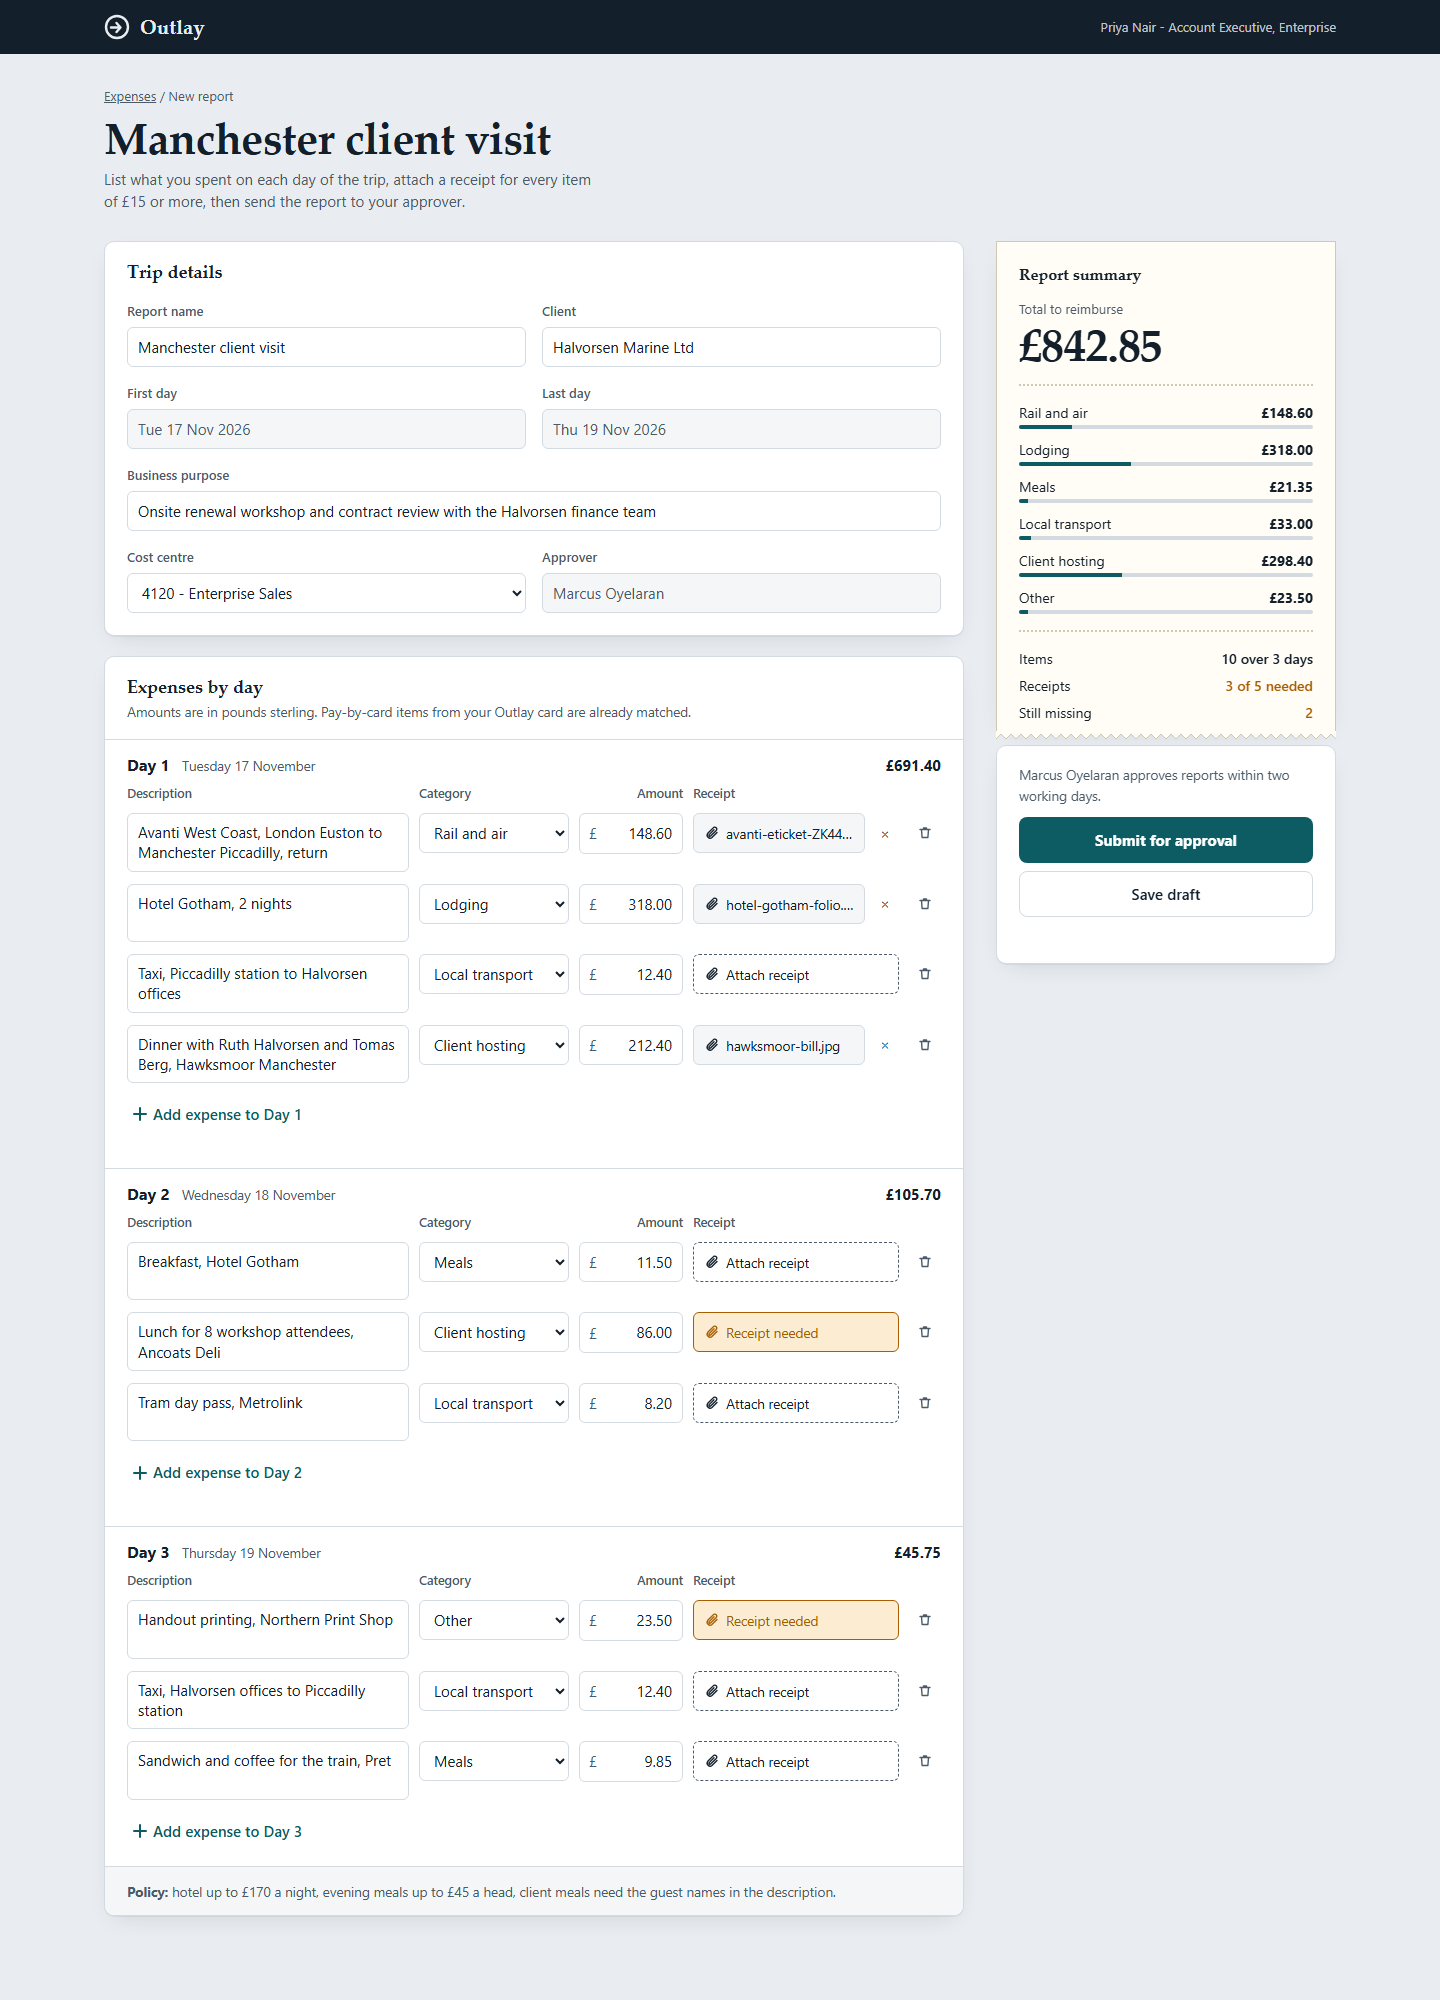 Outlay
Priya Nair - Account Executive, Enterprise
Expenses / New report
Manchester client visit
List what you spent on each day of the trip, attach a receipt for every item
of £15 or more, then send the report to your approver.
Trip details
Report name
Client
Manchester client visit
Halvorsen Marine Ltd
First day
Last day
Tue 17 Nov 2026
Thu 19 Nov 2026
Business purpose
Onsite renewal workshop and contract review with the Halvorsen finance team
Cost centre
Approver
4120 - Enterprise Sales
Marcus Oyelaran
Expenses by day
Amounts are in pounds sterling. Pay-by-card items from your Outlay card are already matched.
Day 1 Tuesday 17 November £691.40
Description Category Amount Receipt
Avanti West Coast, London Euston to
Manchester Piccadilly, return
Rail and air £ 148.60 avanti-eticket-ZK44... ×
Hotel Gotham, 2 nights Lodging £ 318.00 hotel-gotham-folio.... ×
Taxi, Piccadilly station to Halvorsen
offices
Local transport £ 12.40 Attach receipt
Dinner with Ruth Halvorsen and Tomas
Berg, Hawksmoor Manchester
Client hosting £ 212.40 hawksmoor-bill.jpg ×
+ Add expense to Day 1
Day 2 Wednesday 18 November £105.70
Description Category Amount Receipt
Breakfast, Hotel Gotham Meals £ 11.50 Attach receipt
Lunch for 8 workshop attendees,
Ancoats Deli
Client hosting £ 86.00 Receipt needed
Tram day pass, Metrolink Local transport £ 8.20 Attach receipt
+ Add expense to Day 2
Day 3 Thursday 19 November £45.75
Description Category Amount Receipt
Handout printing, Northern Print Shop Other £ 23.50 Receipt needed
Taxi, Halvorsen offices to Piccadilly
station
Local transport £ 12.40 Attach receipt
Sandwich and coffee for the train, Pret Meals £ 9.85 Attach receipt
+ Add expense to Day 3
Policy: hotel up to £170 a night, evening meals up to £45 a head, client meals need the guest names in the description.
Report summary
Total to reimburse
£842.85
Rail and air £148.60
Lodging £318.00
Meals £21.35
Local transport £33.00
Client hosting £298.40
Other £23.50
Items 10 over 3 days
Receipts 3 of 5 needed
Still missing 2
Marcus Oyelaran approves reports within two
working days.
Submit for approval
Save draft